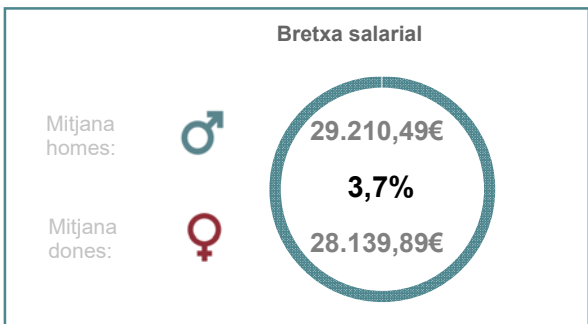 Bretxa salarial
Mitjana
homes:
29.210,49€
3,7%
Mitjana
dones:
28.139,89€